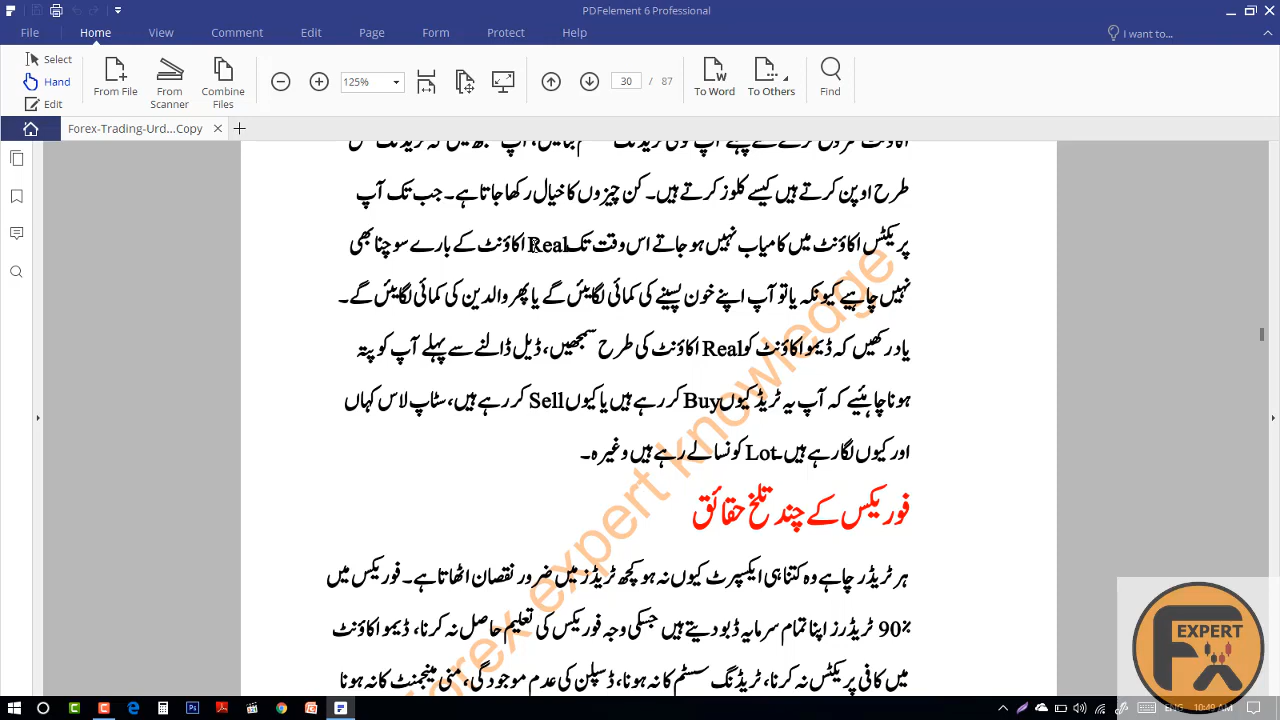 PDFelement 6 Professional
File Home View Comment Edit Page Form Protect Help I want to...
Select
Hand
Edit
From File
From Scanner
Combine Files
125%
30 / 87
To Word
To Others
Find
Forex-Trading-Urd...Copy
طرح اوپن کرتے ہیں کیسے کلوز کرتے ہیں۔ کن چیزوں کا خیال رکھا جاتا ہے۔ جب تک آپ
پریکٹس اکاؤنٹ میں کامیاب نہیں ہو جاتے اس وقت تک Real اکاؤنٹ کے بارے سوچنا بھی
نہیں چاہیے کیونکہ یا تو آپ اپنے خون پسینے کی کمائی لگائیں گے یا پھر والدین کی کمائی لگائیں گے۔
یاد رکھیں کہ ڈیمو اکاؤنٹ کو Real اکاؤنٹ کی طرح سمجھیں، ڈیل ڈالنے سے پہلے آپ کو پتہ
ہونا چاہئیے کہ آپ یہ ٹریڈ کیوں Buy کر رہے ہیں یا کیوں Sell کر رہے ہیں، سٹاپ لاس کہاں
اور کیوں لگا رہے ہیں۔ Lot کونسا لے رہے ہیں وغیرہ۔
فوریکس کے چند تلخ حقائق
ہر ٹریڈر چاہے وہ کتنا ہی ایکسپرٹ کیوں نہ ہو کچھ ٹریڈز میں ضرور نقصان اٹھاتا ہے۔ فوریکس میں
90٪ ٹریڈرز اپنا تمام سرمایہ ڈبو دیتے ہیں جسکی وجہ فوریکس کی تعلیم حاصل نہ کرنا، ڈیمو اکاؤنٹ
میں کافی پریکٹس نہ کرنا، ٹریڈنگ سسٹم کا نہ ہونا، ڈسپلن کی عدم موجودگی، منی مینجمنٹ کا نہ ہونا
Forex expert knowledge
FX EXPERT
ENG 10:49 AM